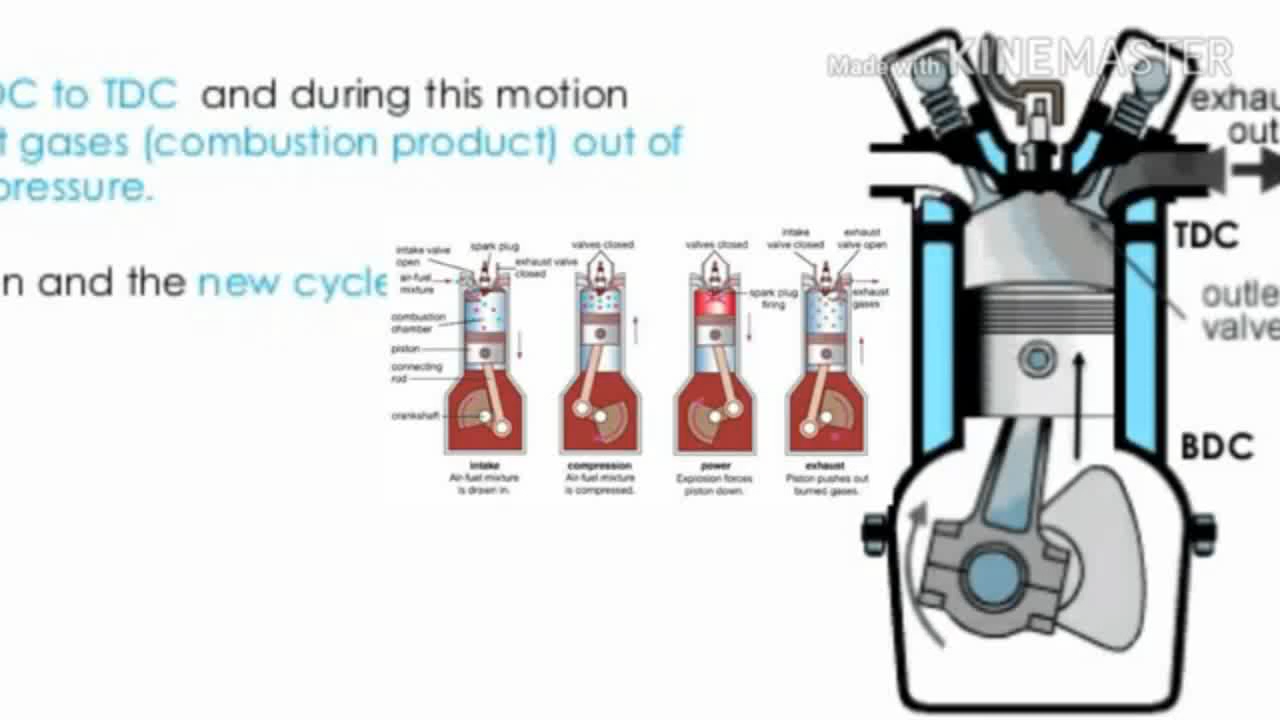 Made with KINEMASTER
DC to TDC and during this motion
t gases (combustion product) out of
pressure.
n and the new cycle
exhau
out
TDC
outle
valve
BDC
intake valve
open
spark plug
exhaust valve
closed
air-fuel
mixture
combustion
chamber
piston
connecting
rod
crankshaft
intake
Air-fuel mixture
is drawn in.
valves closed
compression
Air-fuel mixture
is compressed.
valves closed
spark plug
firing
power
Explosion forces
piston down.
intake
valve closed
exhaust
valve open
exhaust
gases
exhaust
Piston pushes out
burned gases.